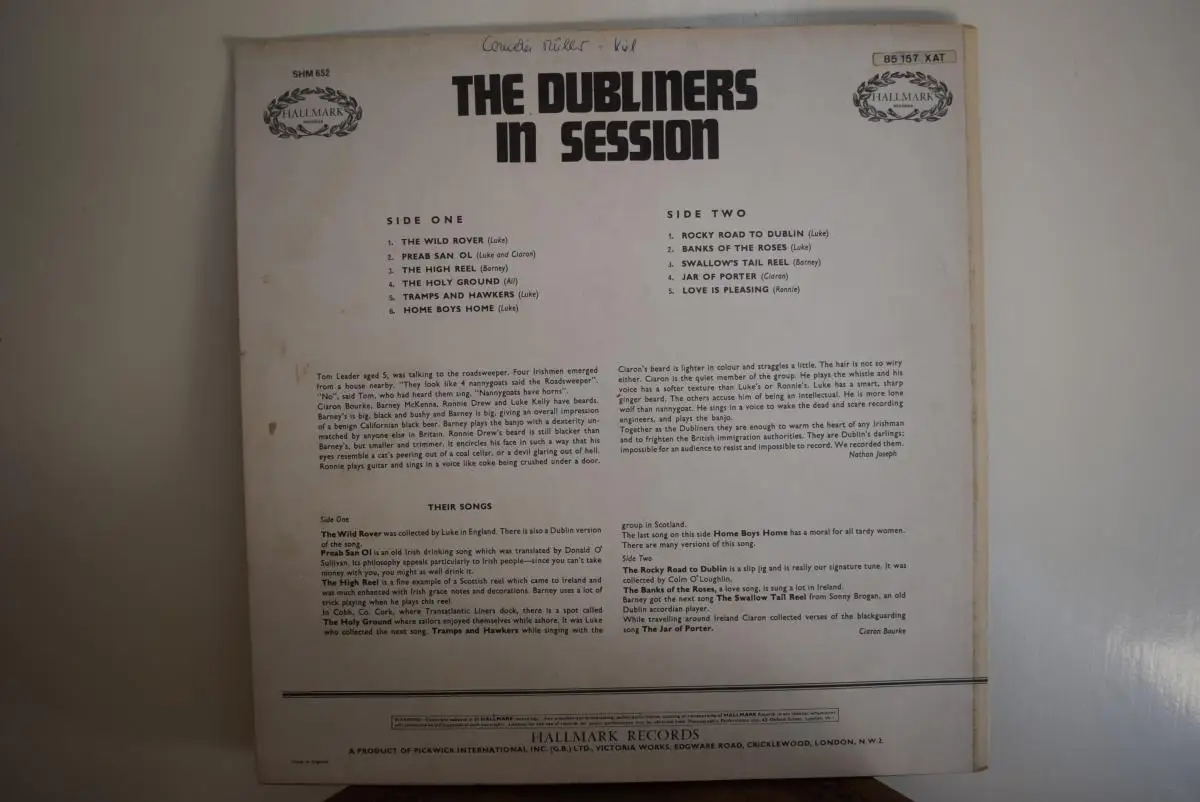 SHM 652
85 157 XAT
HALLMARK
RECORDS
HALLMARK
RECORDS
THE DUBLINERS
IN SESSION
SIDE ONE
1. THE WILD ROVER (Luke)
2. PREAB SAN OL (Luke and Ciaron)
3. THE HIGH REEL (Barney)
4. THE HOLY GROUND (All)
5. TRAMPS AND HAWKERS (Luke)
6. HOME BOYS HOME (Luke)
SIDE TWO
1. ROCKY ROAD TO DUBLIN (Luke)
2. BANKS OF THE ROSES (Luke)
3. SWALLOW'S TAIL REEL (Barney)
4. JAR OF PORTER (Ciaron)
5. LOVE IS PLEASING (Ronnie)
Tom Leader aged 5, was talking to the roadsweeper. Four Irishmen emerged
from a house nearby. "They look like 4 nannygoats said the Roadsweeper".
"No", said Tom, who had heard them sing, "Nannygoats have horns".
Ciaron Bourke, Barney McKenna, Ronnie Drew and Luke Kelly have beards.
Barney's is big, black and bushy and Barney is big, giving an overall impression
of a benign Californian black beer. Barney plays the banjo with a dexterity un-
matched by anyone else in Britain. Ronnie Drew's beard is still blacker than
Barney's, but smaller and trimmer. It encircles his face in such a way that his
eyes resemble a cat's peering out of a coal cellar, or a devil glaring out of hell.
Ronnie plays guitar and sings in a voice like coke being crushed under a door.
Ciaron's beard is lighter in colour and straggles a little. The hair is not so wiry
either. Ciaron is the quiet member of the group. He plays the whistle and his
voice has a softer texture than Luke's or Ronnie's. Luke has a smart, sharp
ginger beard. The others accuse him of being an intellectual. He is more lone
wolf than nannygoat. He sings in a voice to wake the dead and scare recording
engineers, and plays the banjo.
Together as the Dubliners they are enough to warm the heart of any Irishman
and to frighten the British immigration authorities. They are Dublin's darlings;
impossible for an audience to resist and impossible to record. We recorded them.
Nathan Joseph
THEIR SONGS
Side One
The Wild Rover was collected by Luke in England. There is also a Dublin version
of the song.
Preab San Ol is an old Irish drinking song which was translated by Donald O'
Sullivan. Its philosophy appeals particularly to Irish people—since you can't take
money with you, you might as well drink it.
The High Reel is a fine example of a Scottish reel which came to Ireland and
was much enhanced with Irish grace notes and decorations. Barney uses a lot of
trick playing when he plays this reel.
In Cobh, Co. Cork, where Transatlantic Liners dock, there is a spot called
The Holy Ground where sailors enjoyed themselves while ashore. It was Luke
who collected the next song. Tramps and Hawkers while singing with the
group in Scotland.
The last song on this side Home Boys Home has a moral for all tardy women.
There are many versions of this song.
Side Two
The Rocky Road to Dublin is a slip jig and is really our signature tune. It was
collected by Colm O'Loughlin.
The Banks of the Roses, a love song, is sung a lot in Ireland.
Barney got the next song The Swallow Tail Reel from Sonny Brogan, an old
Dublin accordian player.
While travelling around Ireland Ciaron collected verses of the blackguarding
song The Jar of Porter.
Ciaron Bourke
HALLMARK RECORDS
A PRODUCT OF PICKWICK INTERNATIONAL, INC. (G.B.) LTD., VICTORIA WORKS, EDGWARE ROAD, CRICKLEWOOD, LONDON, N.W.2.